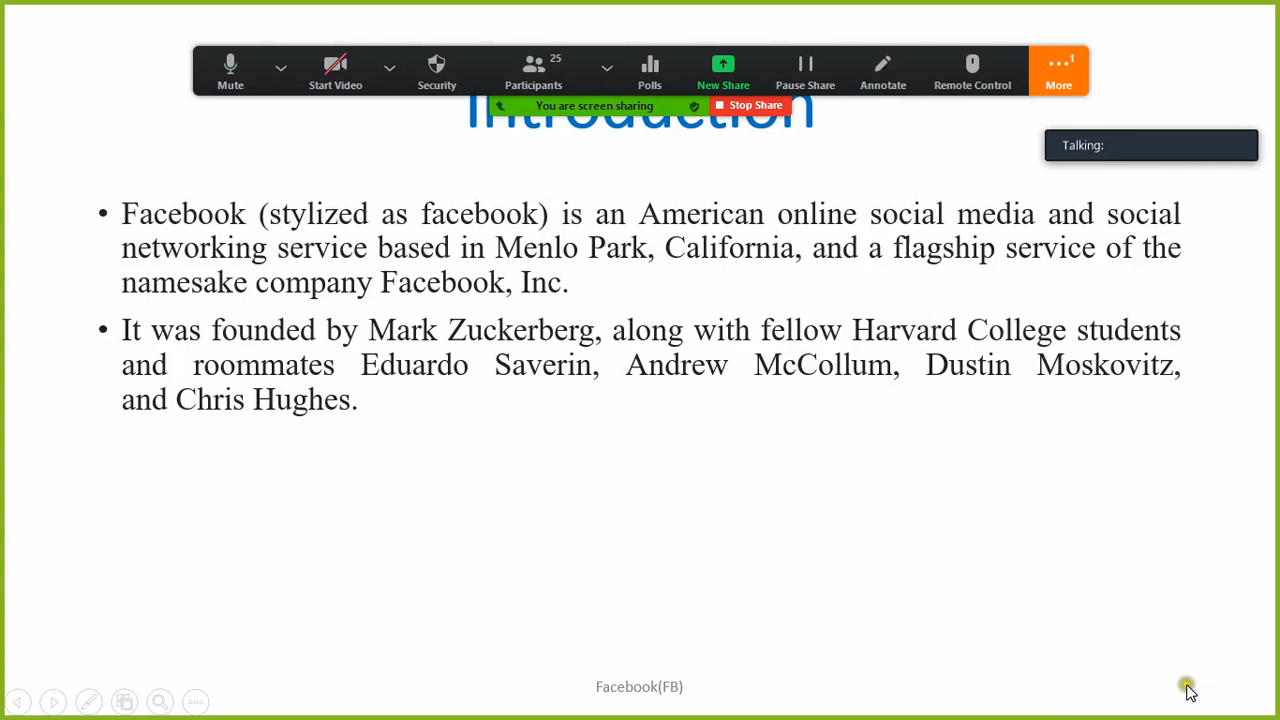 25
1
Mute Start Video Security Participants Polls New Share Pause Share Annotate Remote Control More
You are screen sharing Stop Share
Introduction
Talking:
• Facebook (stylized as facebook) is an American online social media and social
networking service based in Menlo Park, California, and a flagship service of the
namesake company Facebook, Inc.
• It was founded by Mark Zuckerberg, along with fellow Harvard College students
and roommates Eduardo Saverin, Andrew McCollum, Dustin Moskovitz,
and Chris Hughes.
Facebook(FB)